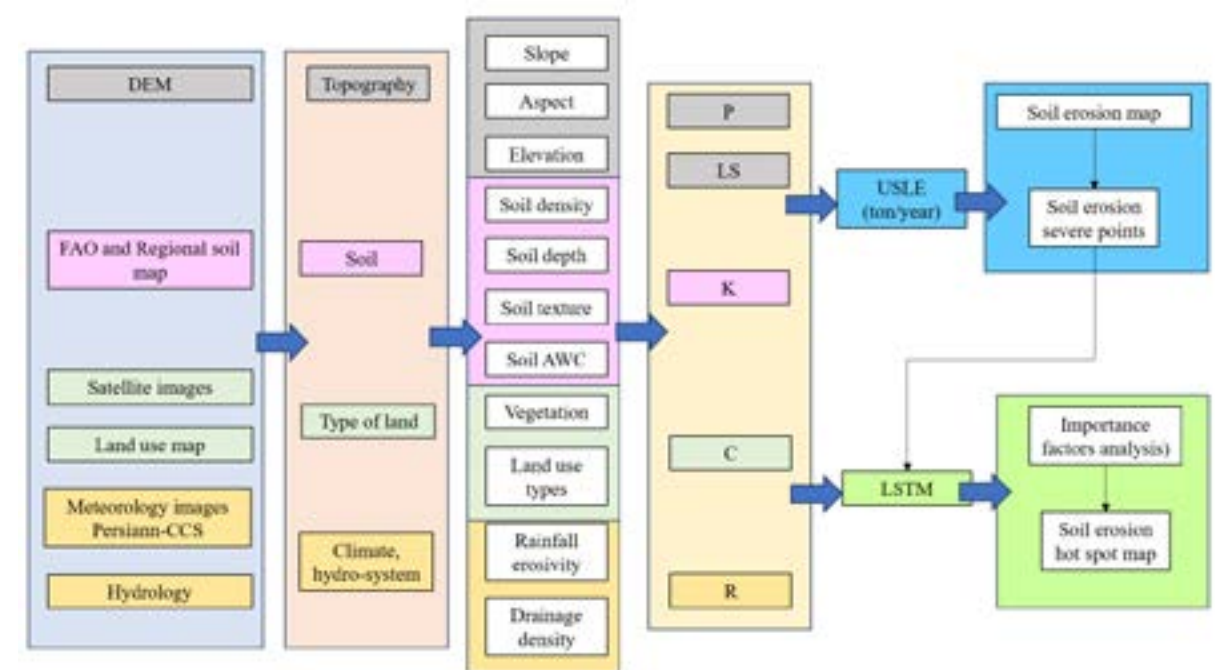 DEM
FAO and Regional soil
map
Satellite images
Land use map
Meteorology images
Persiann-CCS
Hydrology
Topography
Soil
Type of land
Climate,
hydro-system
Slope
Aspect
Elevation
Soil density
Soil depth
Soil texture
Soil AWC
Vegetation
Land use
types
Rainfall
erosivity
Drainage
density
P
LS
K
C
R
USLE
(ton/year)
LSTM
Soil erosion map
Soil erosion
severe points
Importance
factors analysis)
Soil erosion
hot spot map